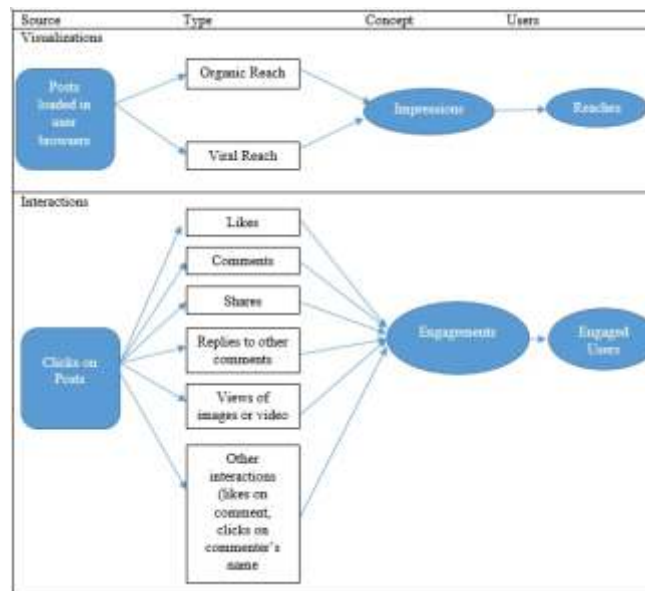 Source Type Concept Users
Visualizations
Posts
loaded in
user
browsers
Organic Reach
Viral Reach
Impressions
Reaches
Interactions
Clicks on
Posts
Likes
Comments
Shares
Replies to other
comments
Views of
images or video
Other
interactions
(likes on
comment,
clicks on
commenter's
name
Engagements
Engaged
Users